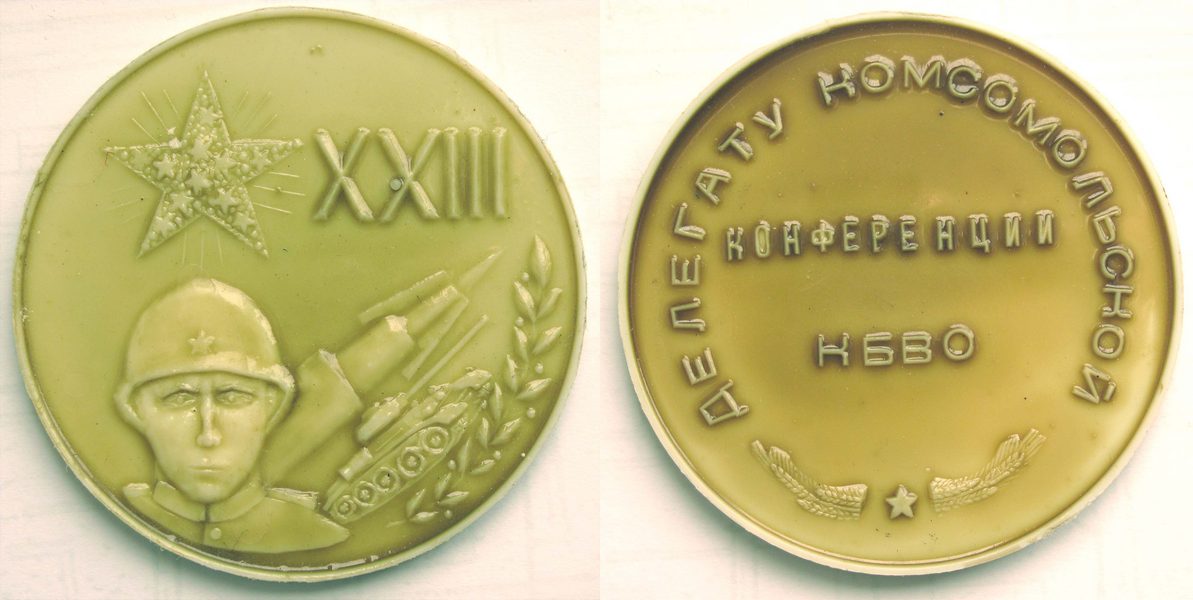 XXIII
ДЕЛЕГАТУ КОМСОМОЛЬСКОЙ
КОНФЕРЕНЦИИ
КБВО